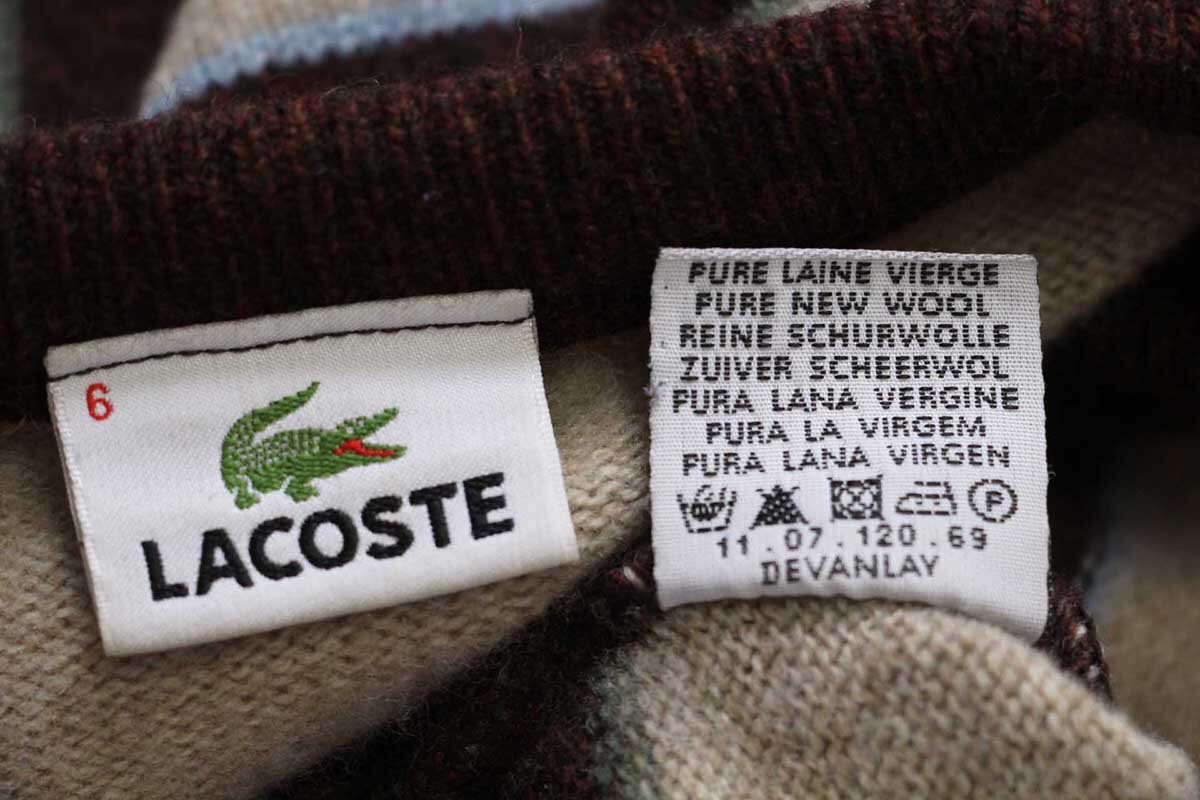 6
LACOSTE
PURE LAINE VIERGE
PURE NEW WOOL
REINE SCHURWOLLE
ZUIVER SCHEERWOL
PURA LANA VERGINE
PURA LA VIRGEM
PURA LANA VIRGEN
P
11.07.120.69
DEVANLAY